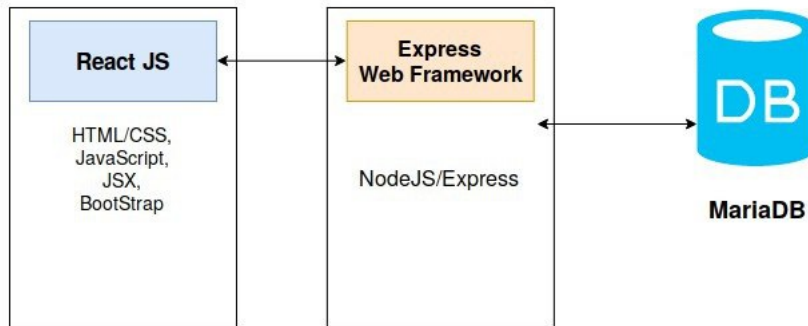 React JS
HTML/CSS,
JavaScript,
JSX,
BootStrap
Express
Web Framework
NodeJS/Express
DB
MariaDB